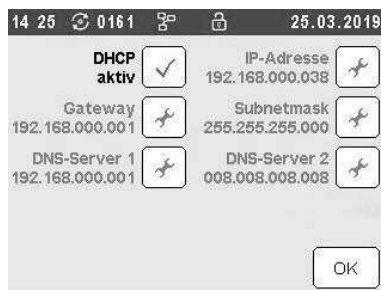 14 25 0161 25.03.2019
DHCP aktiv
IP-Adresse
192.168.000.038
Gateway
192.168.000.001
Subnetmask
255.255.255.000
DNS-Server 1
192.168.000.001
DNS-Server 2
008.008.008.008
OK